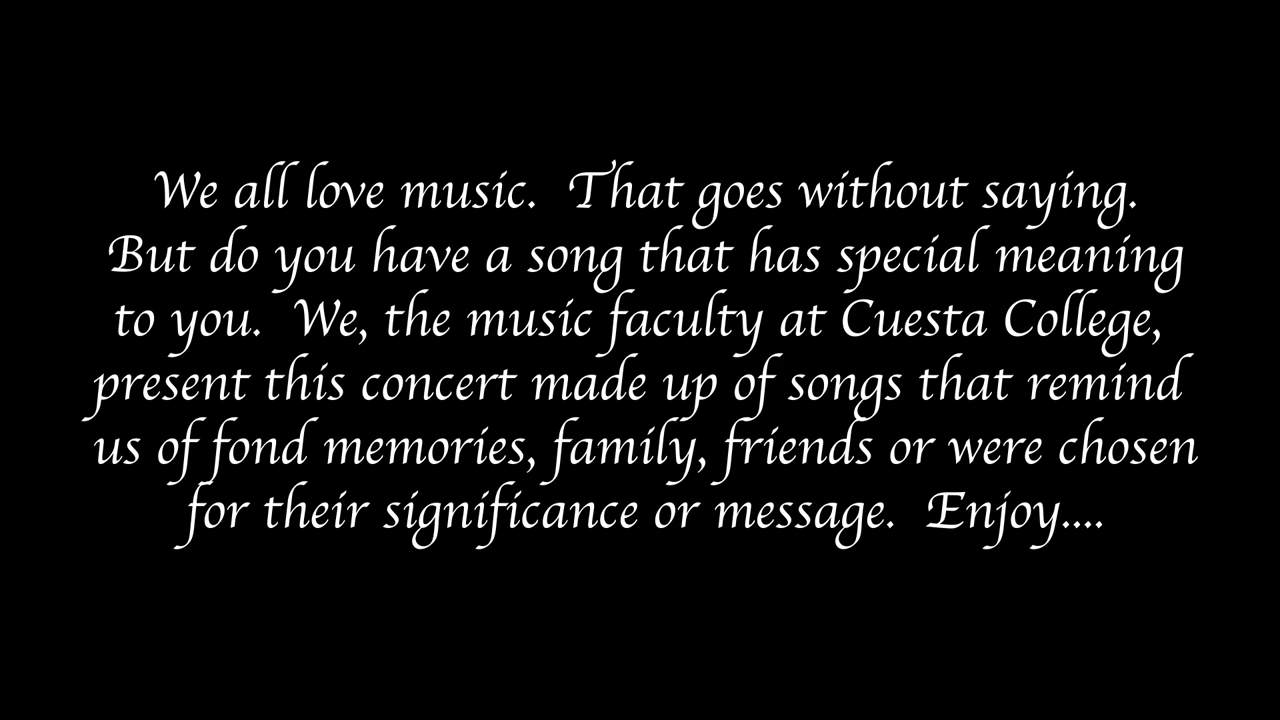 We all love music.  That goes without saying.
But do you have a song that has special meaning
to you.  We, the music faculty at Cuesta College,
present this concert made up of songs that remind
us of fond memories, family, friends or were chosen
for their significance or message.  Enjoy....